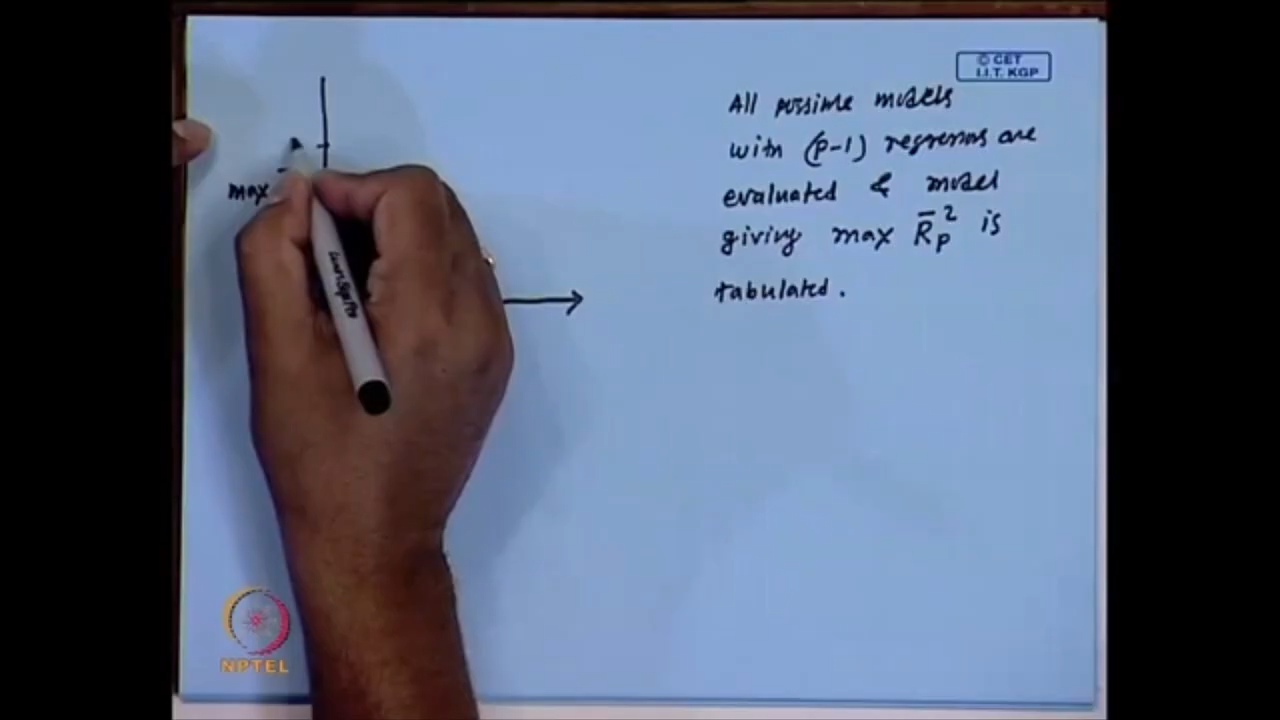 © CET
I.I.T. KGP
All possible models
with (p-1) regressors are
evaluated & model
giving max R̄p² is
tabulated.
max
NPTEL